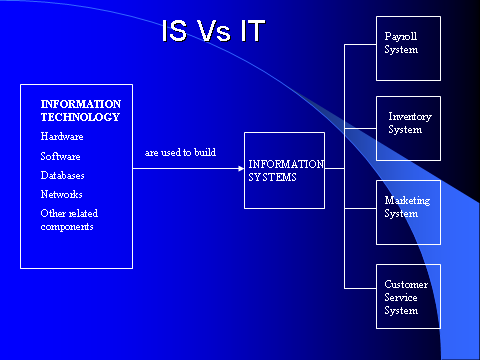 IS Vs IT
INFORMATION
TECHNOLOGY
Hardware
Software
Databases
Networks
Other related
components
are used to build
INFORMATION
SYSTEMS
Payroll
System
Inventory
System
Marketing
System
Customer
Service
System